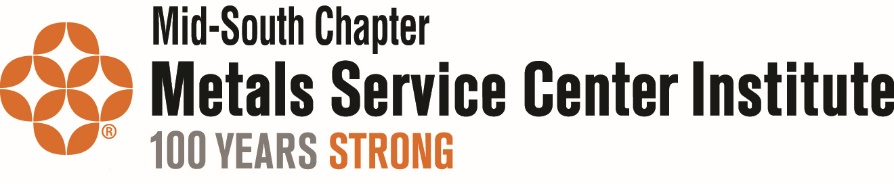 Mid-South Chapter
Metals Service Center Institute
®
100 YEARS STRONG